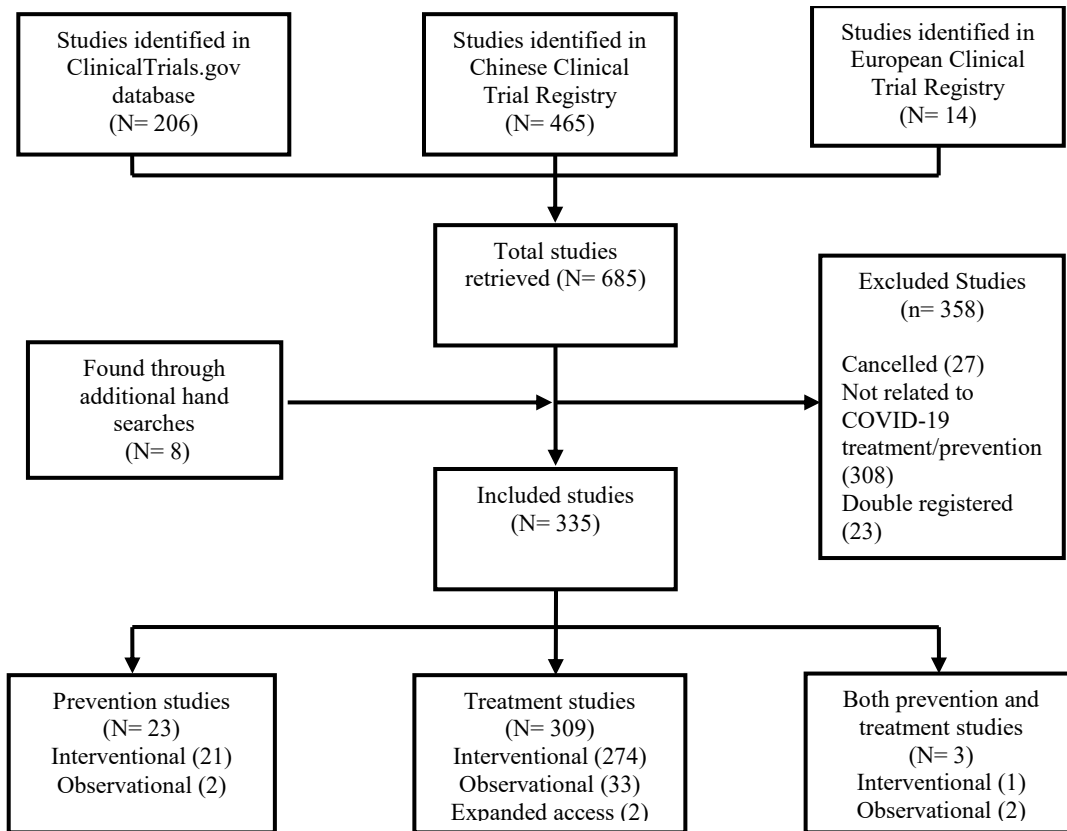 Studies identified in
ClinicalTrials.gov
database
(N= 206)
Studies identified in
Chinese Clinical
Trial Registry
(N= 465)
Studies identified in
European Clinical
Trial Registry
(N= 14)
Total studies
retrieved (N= 685)
Found through
additional hand
searches
(N= 8)
Excluded Studies
(n= 358)
Cancelled (27)
Not related to
COVID-19
treatment/prevention
(308)
Double registered
(23)
Included studies
(N= 335)
Prevention studies
(N= 23)
Interventional (21)
Observational (2)
Treatment studies
(N= 309)
Interventional (274)
Observational (33)
Expanded access (2)
Both prevention and
treatment studies
(N= 3)
Interventional (1)
Observational (2)